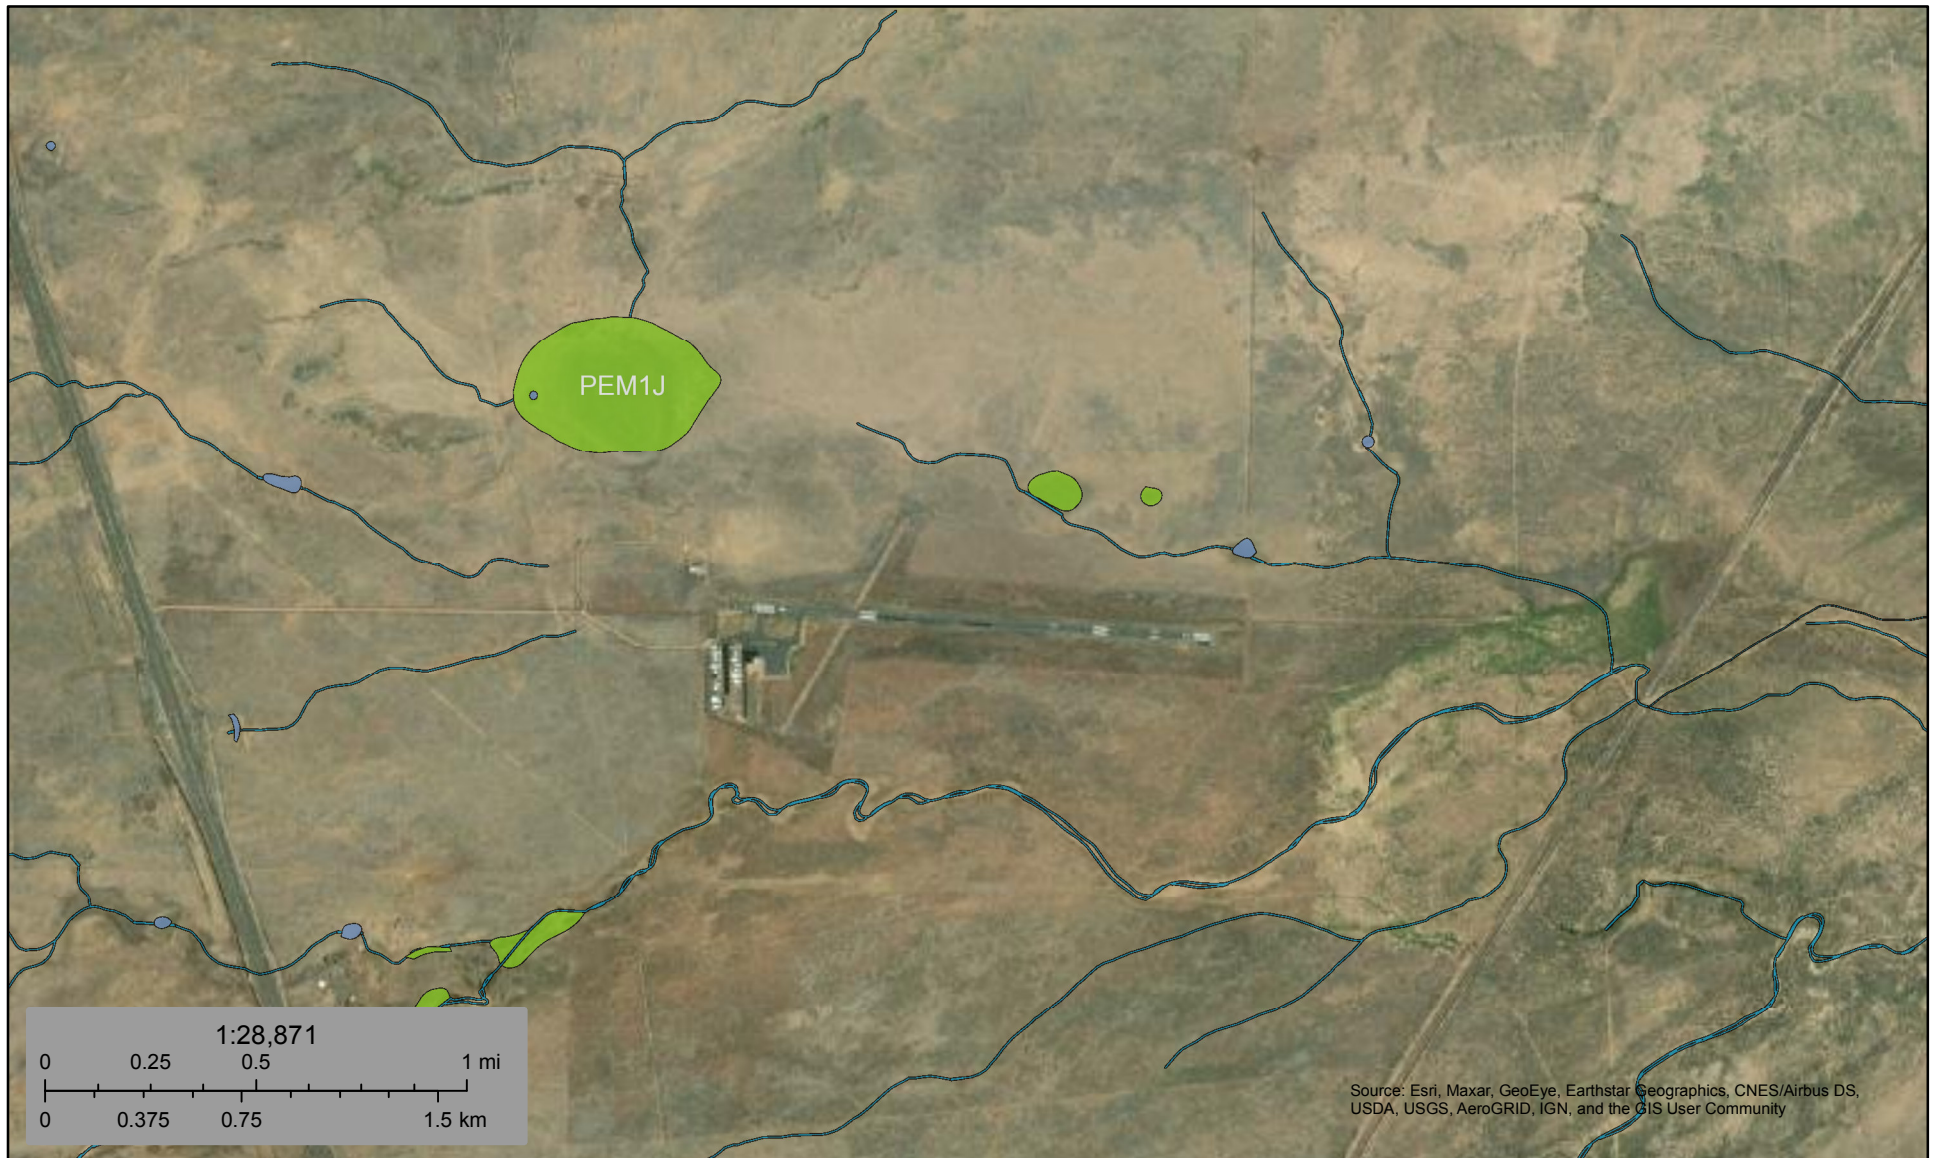 PEM1J
1:28,871
0 0.25 0.5 1 mi
0 0.375 0.75 1.5 km
Source: Esri, Maxar, GeoEye, Earthstar Geographics, CNES/Airbus DS,
USDA, USGS, AeroGRID, IGN, and the GIS User Community